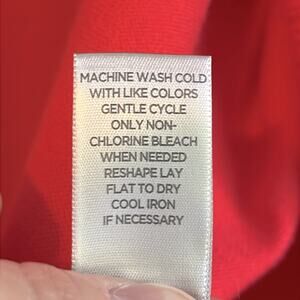 MACHINE WASH COLD
WITH LIKE COLORS
GENTLE CYCLE
ONLY NON-
CHLORINE BLEACH
WHEN NEEDED
RESHAPE LAY
FLAT TO DRY
COOL IRON
IF NECESSARY